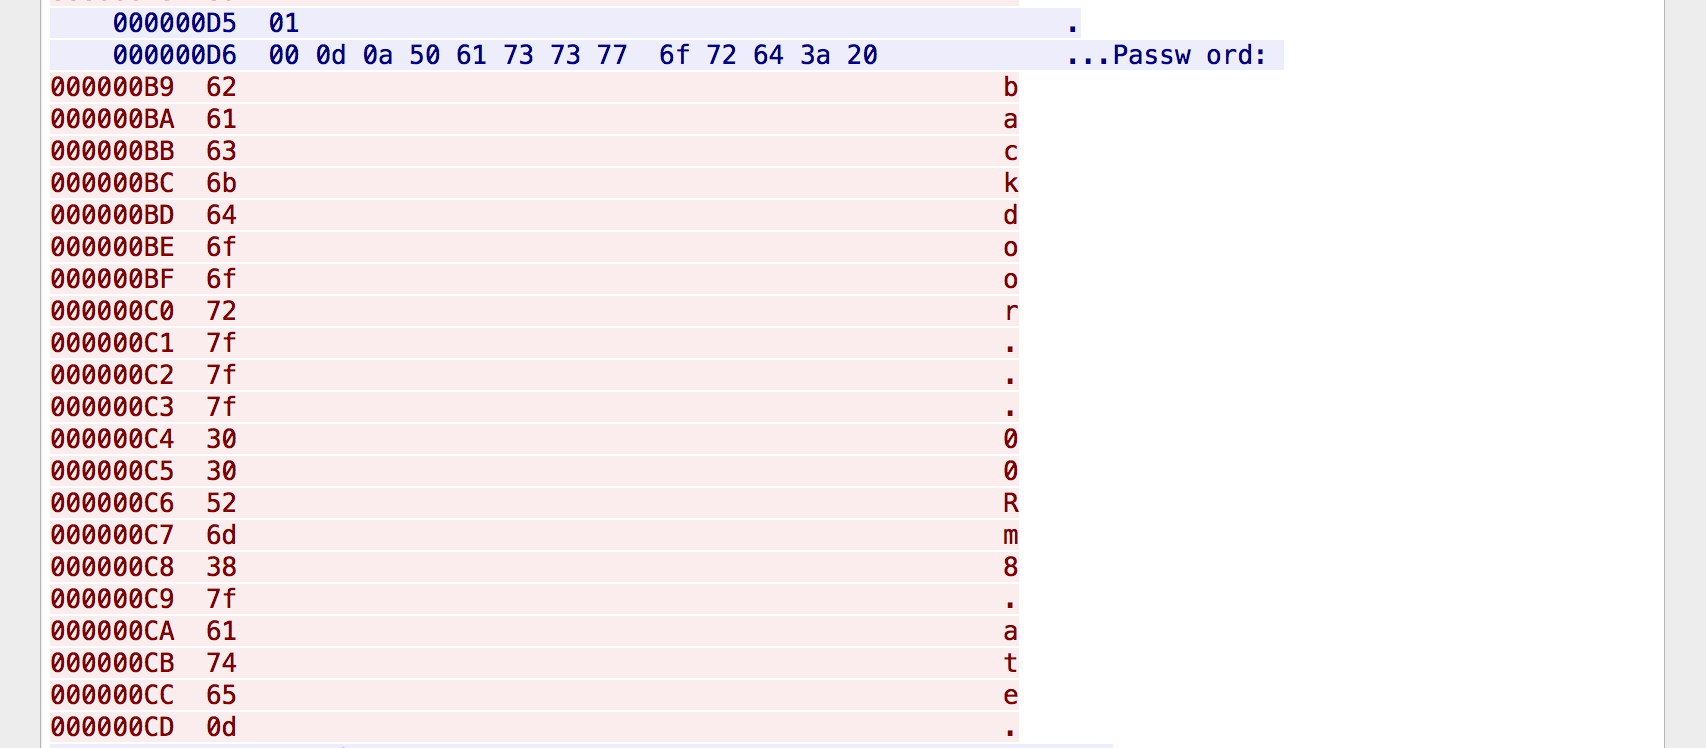 000000D5 01 .
000000D6 00 0d 0a 50 61 73 73 77 6f 72 64 3a 20 ...Passw ord:
000000B9 62 b
000000BA 61 a
000000BB 63 c
000000BC 6b k
000000BD 64 d
000000BE 6f o
000000BF 6f o
000000C0 72 r
000000C1 7f .
000000C2 7f .
000000C3 7f .
000000C4 30 0
000000C5 30 0
000000C6 52 R
000000C7 6d m
000000C8 38 8
000000C9 7f .
000000CA 61 a
000000CB 74 t
000000CC 65 e
000000CD 0d .